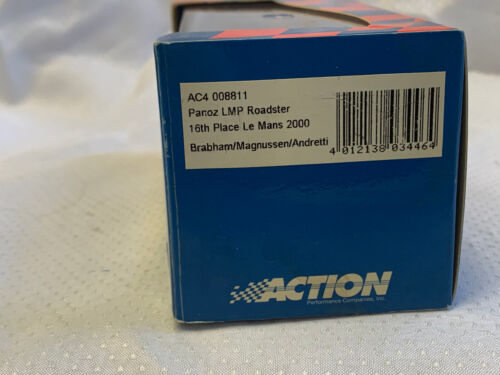 AC4 008811
Panoz LMP Roadster
16th Place Le Mans 2000
Brabham/Magnussen/Andretti
4 012138 034464
ACTION
Performance Companies, Inc.